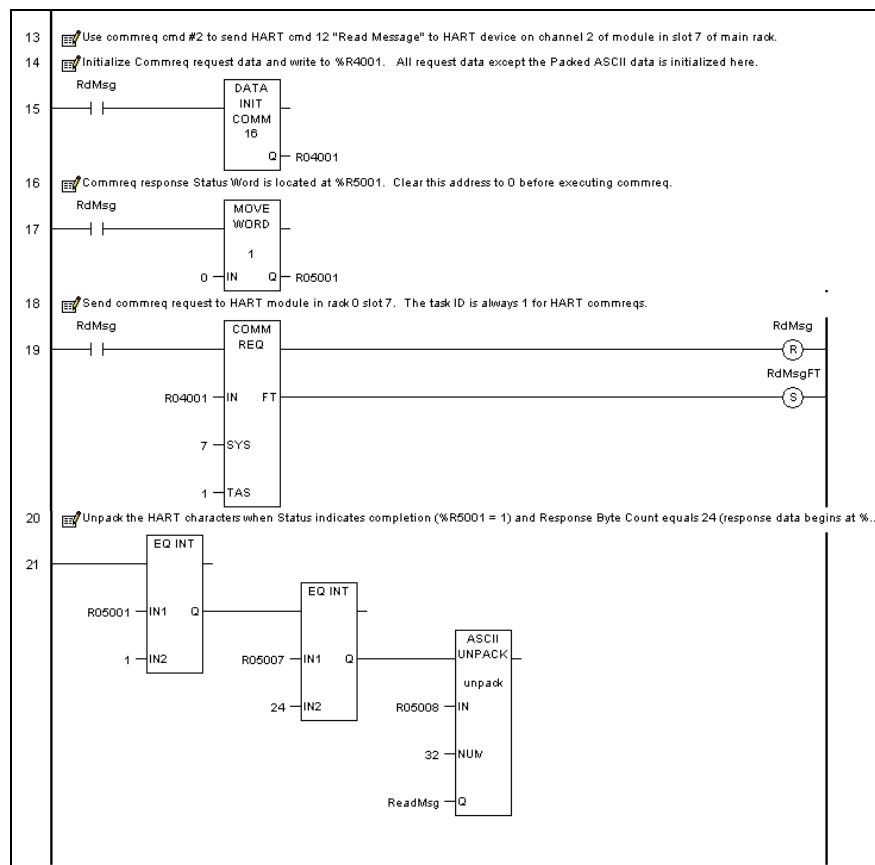 13 Use commreq cmd #2 to send HART cmd 12 "Read Message" to HART device on channel 2 of module in slot 7 of main rack.
14 Initialize Commreq request data and write to %R4001. All request data except the Packed ASCII data is initialized here.
RdMsg
15
DATA
INIT
COMM
16
Q R04001
16 Commreq response Status Word is located at %R5001. Clear this address to 0 before executing commreq.
RdMsg
17
MOVE
WORD
1
0 IN Q R05001
18 Send commreq request to HART module in rack 0 slot 7. The task ID is always 1 for HART commreqs.
RdMsg
19
COMM
REQ
RdMsg
R
RdMsgFT
S
R04001 IN FT
7 SYS
1 TAS
20 Unpack the HART characters when Status indicates completion (%R5001 = 1) and Response Byte Count equals 24 (response data begins at %...
21
EQ INT
R05001 IN1 Q
1 IN2
EQ INT
R05007 IN1 Q
24 IN2
ASCII
UNPACK
unpack
R05008 IN
32 NUM
ReadMsg Q